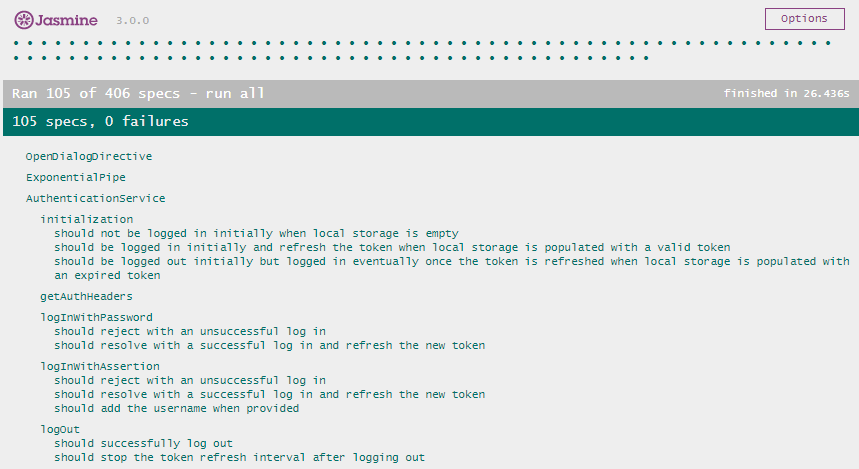 Jasmine 3.0.0
Options
Ran 105 of 406 specs - run all
finished in 26.436s
105 specs, 0 failures
OpenDialogDirective
ExponentialPipe
AuthenticationService
initialization
should not be logged in initially when local storage is empty
should be logged in initially and refresh the token when local storage is populated with a valid token
should be logged out initially but logged in eventually once the token is refreshed when local storage is populated with
an expired token
getAuthHeaders
logInWithPassword
should reject with an unsuccessful log in
should resolve with a successful log in and refresh the new token
logInWithAssertion
should reject with an unsuccessful log in
should resolve with a successful log in and refresh the new token
should add the username when provided
logOut
should successfully log out
should stop the token refresh interval after logging out